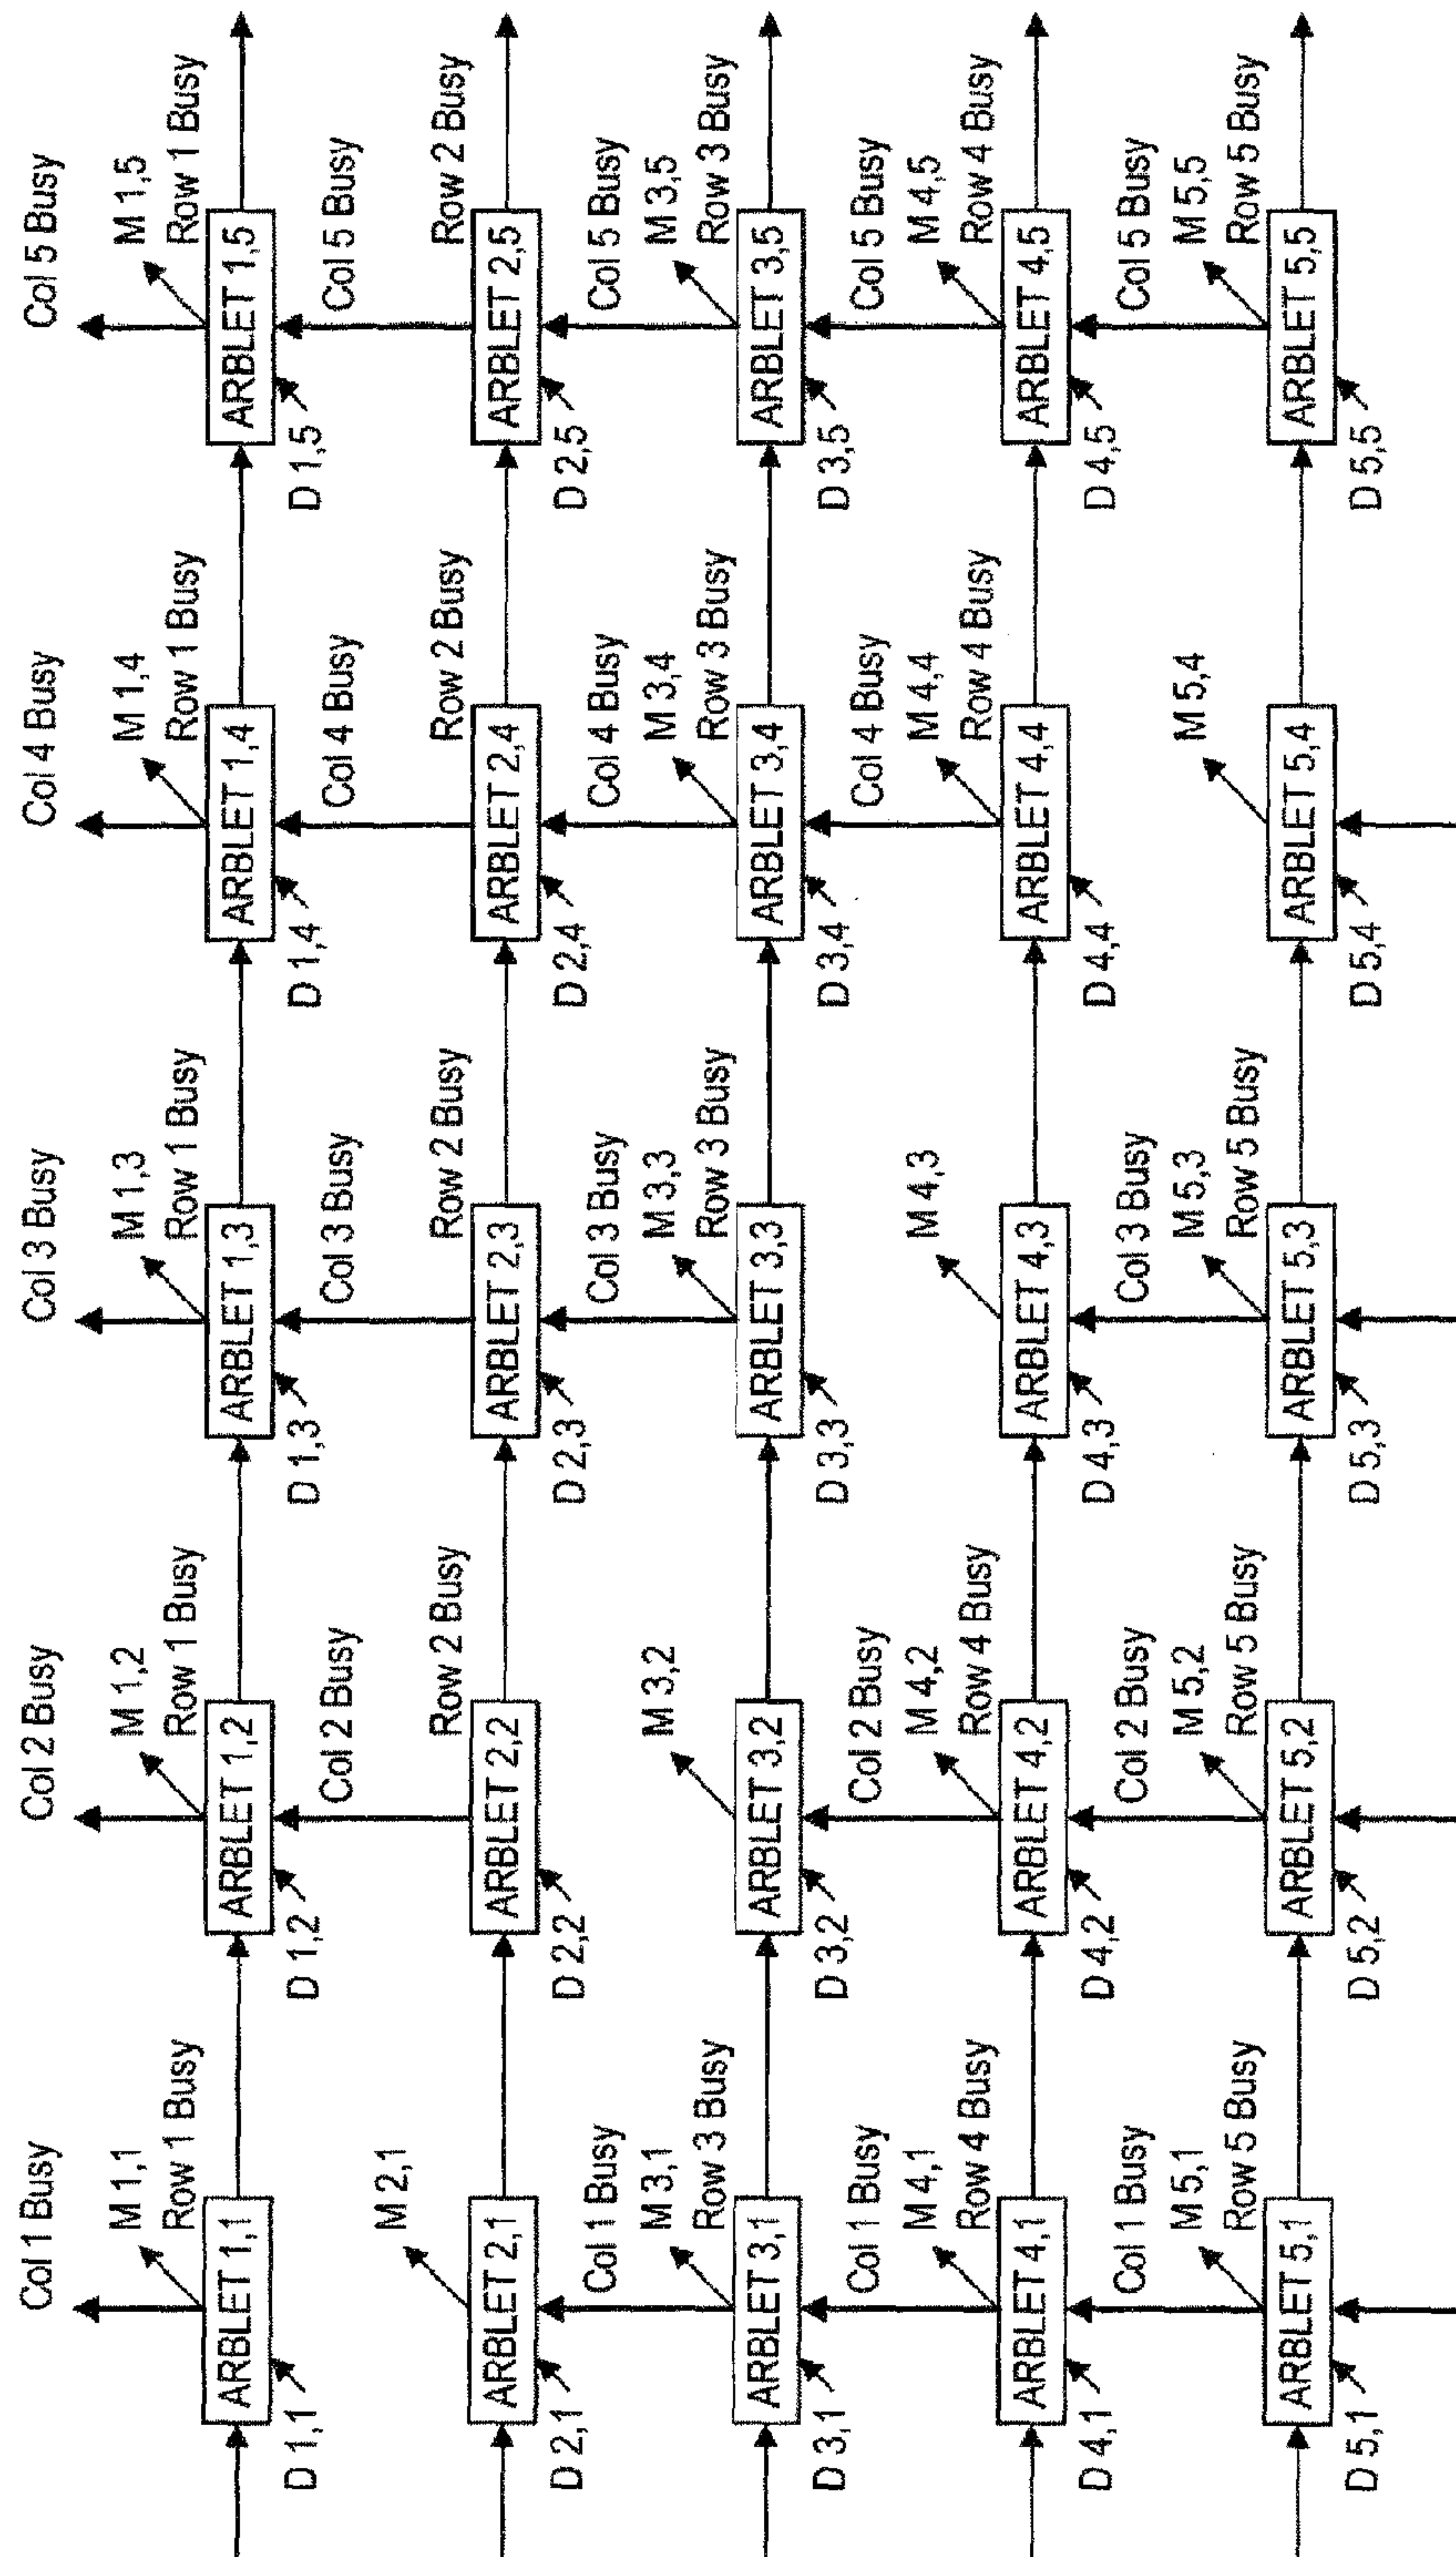 Col 1 Busy Col 2 Busy Col 3 Busy Col 4 Busy Col 5 Busy
M 1,1 M 1,2 M 1,3 M 1,4 M 1,5
Row 1 Busy Row 1 Busy Row 1 Busy Row 1 Busy Row 1 Busy
ARBLET 1,1 ARBLET 1,2 ARBLET 1,3 ARBLET 1,4 ARBLET 1,5
D 1,1 D 1,2 D 1,3 D 1,4 D 1,5
Col 2 Busy Col 3 Busy Col 4 Busy Col 5 Busy
M 2,1
Row 2 Busy Row 2 Busy Row 2 Busy Row 2 Busy
ARBLET 2,1 ARBLET 2,2 ARBLET 2,3 ARBLET 2,4 ARBLET 2,5
D 2,1 D 2,2 D 2,3 D 2,4 D 2,5
Col 1 Busy Col 3 Busy Col 4 Busy Col 5 Busy
M 3,1 M 3,2 M 3,3 M 3,4 M 3,5
Row 3 Busy Row 3 Busy Row 3 Busy Row 3 Busy
ARBLET 3,1 ARBLET 3,2 ARBLET 3,3 ARBLET 3,4 ARBLET 3,5
D 3,1 D 3,2 D 3,3 D 3,4 D 3,5
Col 1 Busy Col 2 Busy Col 4 Busy Col 5 Busy
M 4,1 M 4,2 M 4,3 M 4,4 M 4,5
Row 4 Busy Row 4 Busy Row 4 Busy Row 4 Busy
ARBLET 4,1 ARBLET 4,2 ARBLET 4,3 ARBLET 4,4 ARBLET 4,5
D 4,1 D 4,2 D 4,3 D 4,4 D 4,5
Col 1 Busy Col 2 Busy Col 3 Busy Col 5 Busy
M 5,1 M 5,2 M 5,3 M 5,4 M 5,5
Row 5 Busy Row 5 Busy Row 5 Busy Row 5 Busy
ARBLET 5,1 ARBLET 5,2 ARBLET 5,3 ARBLET 5,4 ARBLET 5,5
D 5,1 D 5,2 D 5,3 D 5,4 D 5,5